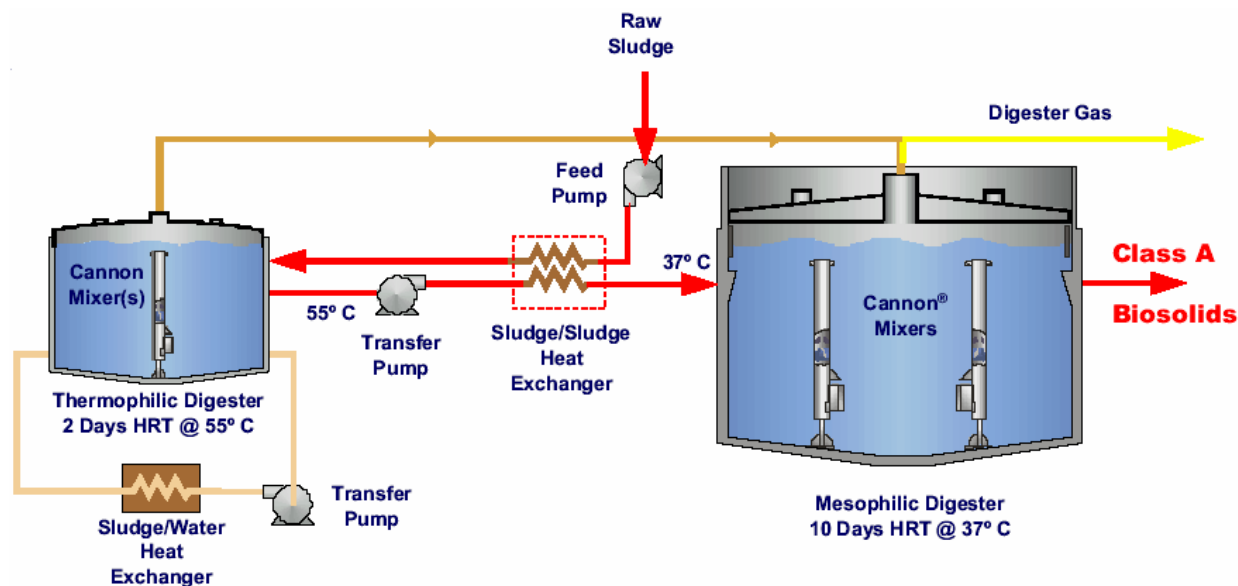 Raw
Sludge
Digester Gas
Feed
Pump
Cannon
Mixer(s)
37º C
Class A
Biosolids
Cannon®
Mixers
55º C
Transfer
Pump
Sludge/Sludge
Heat
Exchanger
Thermophilic Digester
2 Days HRT @ 55º C
Transfer
Pump
Sludge/Water
Heat
Exchanger
Mesophilic Digester
10 Days HRT @ 37º C